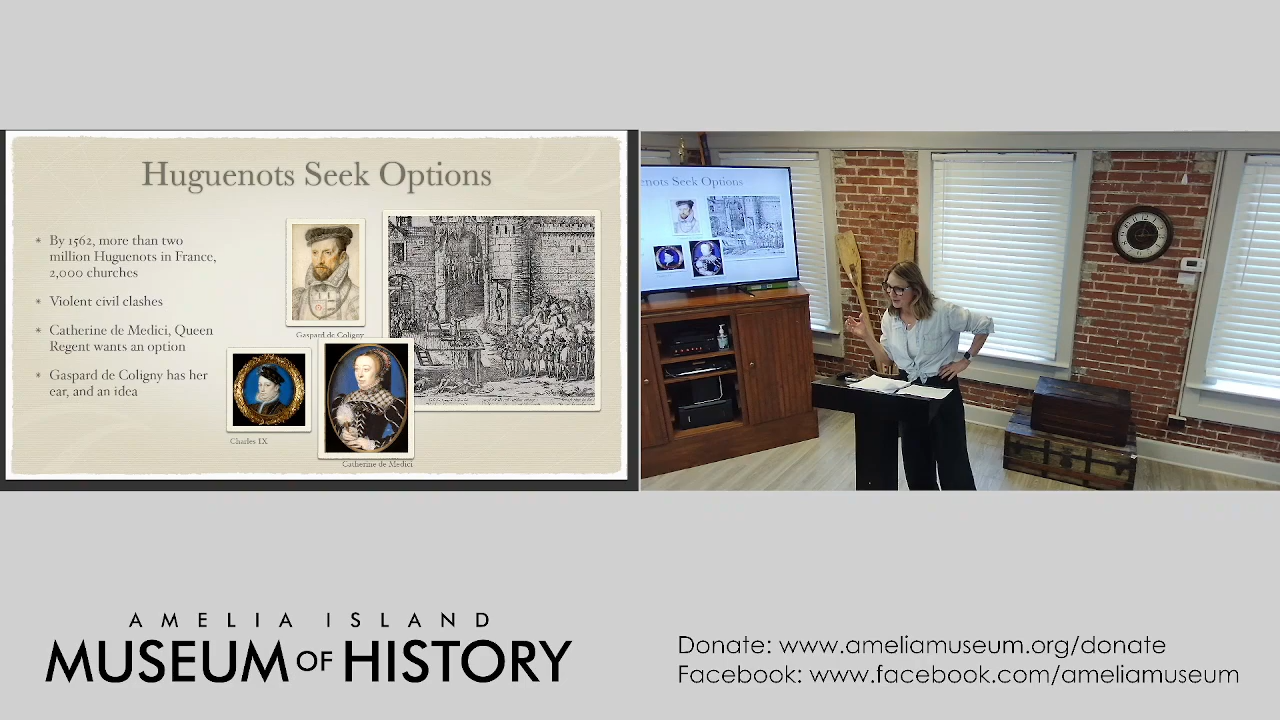 Huguenots Seek Options
* By 1562, more than two
million Huguenots in France,
2,000 churches
* Violent civil clashes
* Catherine de Medici, Queen
Regent wants an option
* Gaspard de Coligny has her
ear, and an idea
Gaspard de Coligny
Charles IX
Catherine de Medici
enots Seek Options
AMELIA ISLAND
MUSEUM OF HISTORY
Donate: www.ameliamuseum.org/donate
Facebook: www.facebook.com/ameliamuseum